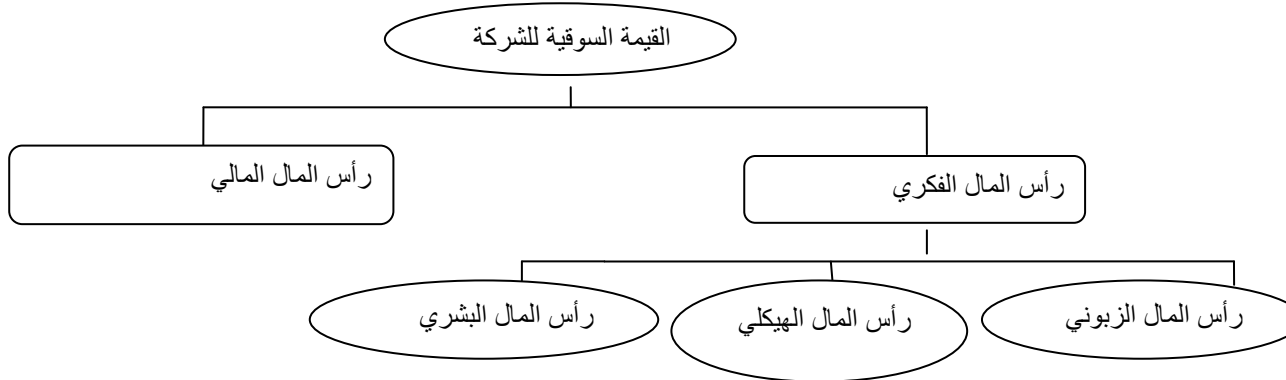 القيمة السوقية للشركة
رأس المال الفكري
رأس المال المالي
رأس المال الزبوني
رأس المال الهيكلي
رأس المال البشري